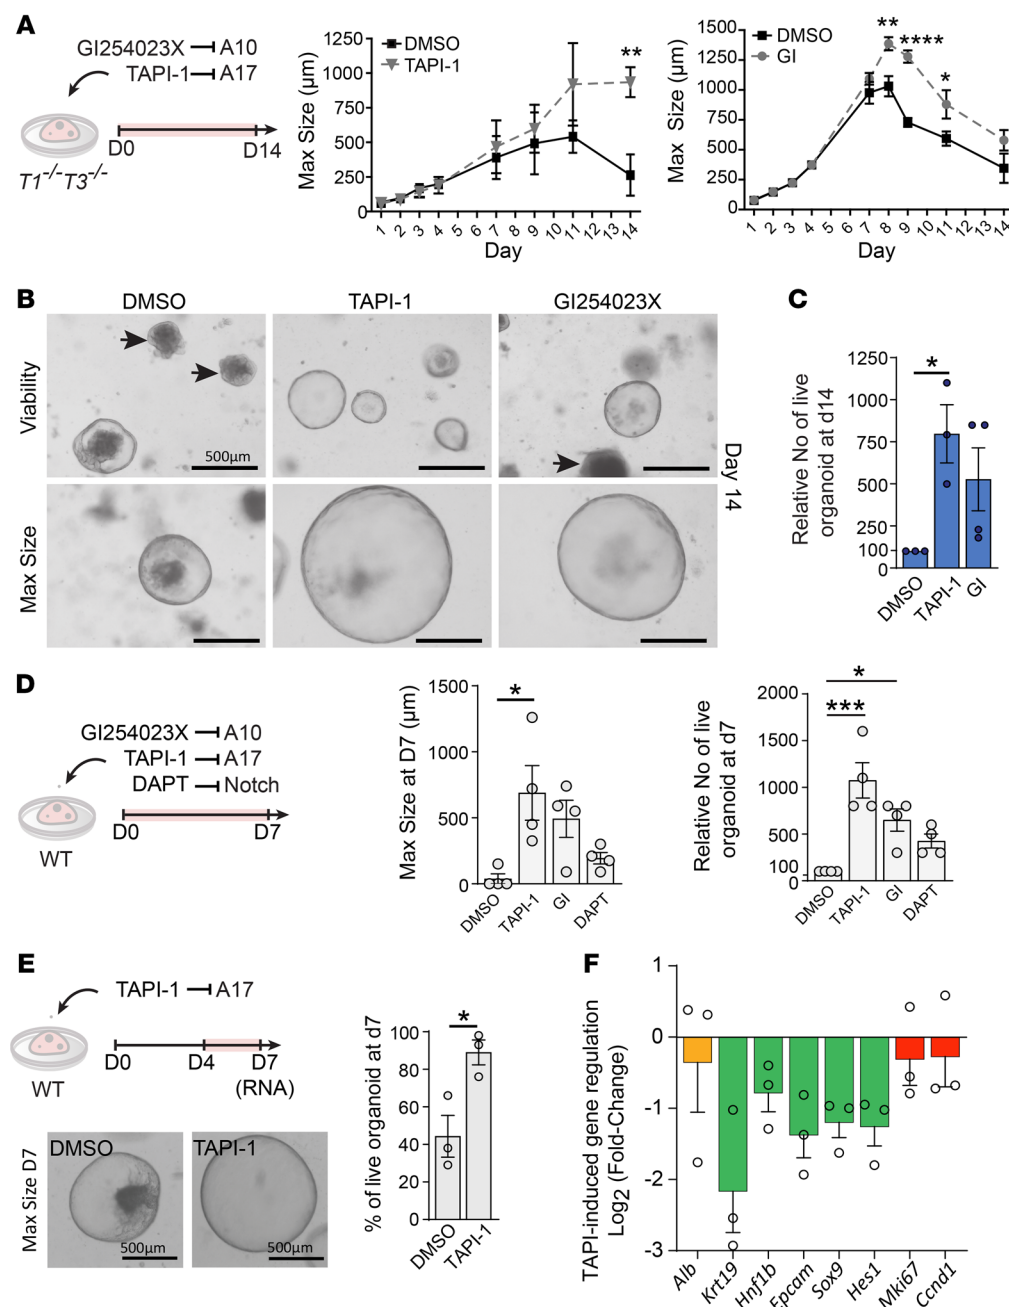 A
GI254023X ⊣ A10
TAPI-1 ⊣ A17
D0
D14
T1-/-T3-/-
Max Size (µm)
1250
1000
750
500
250
0
DMSO
TAPI-1
**
1
2
3
4
5
6
7
8
9
10
11
12
13
14
Day
Max Size (µm)
1500
1250
1000
750
500
250
0
DMSO
GI
**
****
*
1
2
3
4
5
6
7
8
9
10
11
12
13
14
Day
B
DMSO
TAPI-1
GI254023X
Viability
500µm
Max Size
Day 14
C
Relative No of live
organoid at d14
1250
1000
750
500
250
100
0
*
DMSO
TAPI-1
GI
D
GI254023X ⊣ A10
TAPI-1 ⊣ A17
DAPT ⊣ Notch
D0
D7
WT
Max Size at D7 (µm)
1500
1000
500
0
*
DMSO
TAPI-1
GI
DAPT
Relative No of live
organoid at d7
2000
1500
1000
500
100
0
*
***
DMSO
TAPI-1
GI
DAPT
E
TAPI-1 ⊣ A17
D0
D4
D7
(RNA)
WT
Max Size D7
DMSO
500µm
TAPI-1
500µm
% of live organoid at d7
100
80
60
40
20
0
*
DMSO
TAPI-1
F
TAPI-induced gene regulation
Log2 (Fold-Change)
1
0
-1
-2
-3
Alb
Krt19
Hnf1b
Epcam
Sox9
Hes1
Mki67
Ccnd1